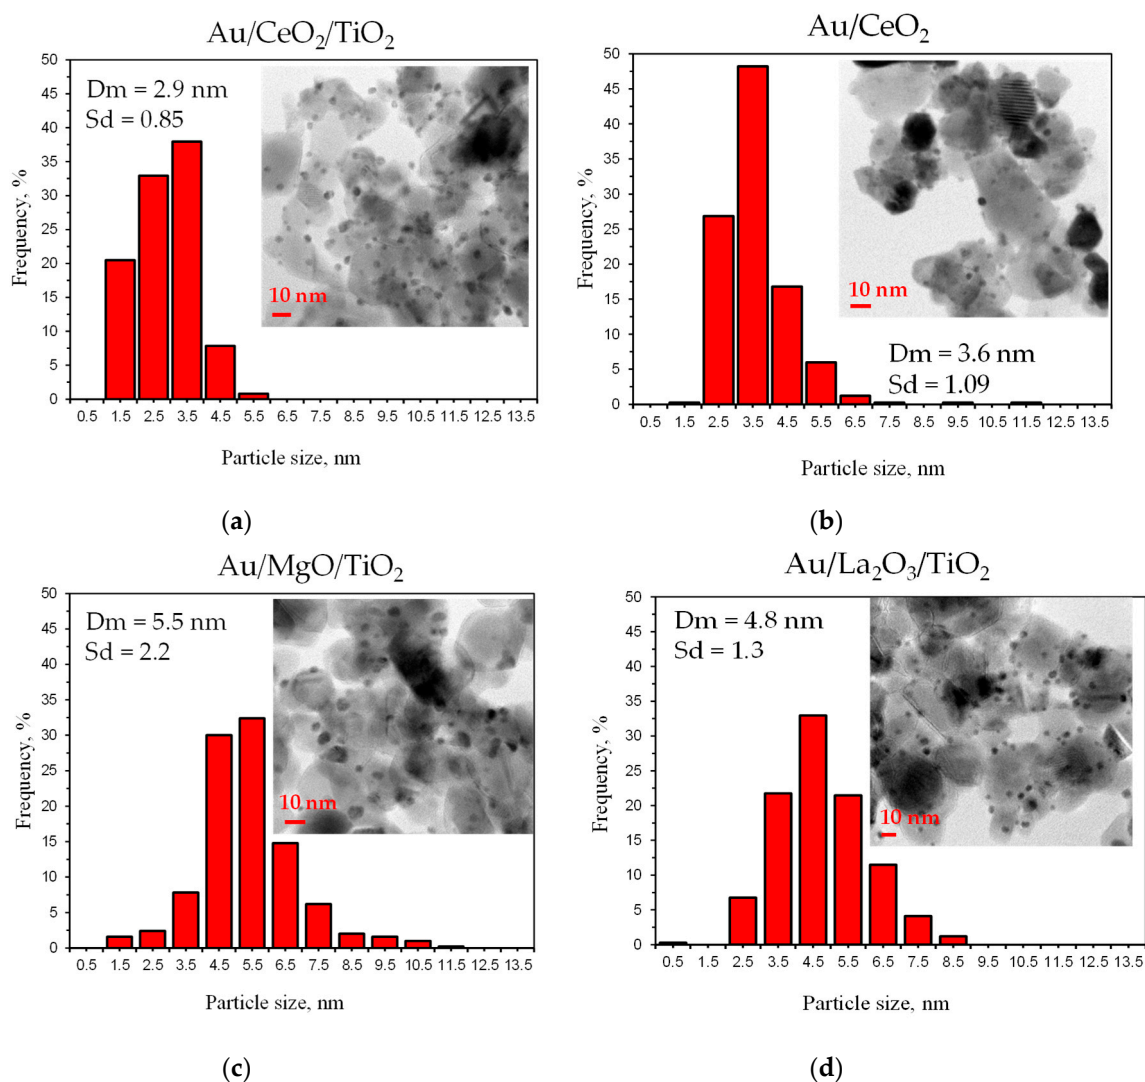 Au/CeO₂/TiO₂
Dm = 2.9 nm
Sd = 0.85
10 nm
Frequency, %
50
45
40
35
30
25
20
15
10
5
0
0.5 1.5 2.5 3.5 4.5 5.5 6.5 7.5 8.5 9.5 10.5 11.5 12.5 13.5
Particle size, nm
(a)
Au/CeO₂
10 nm
Dm = 3.6 nm
Sd = 1.09
Frequency, %
50
45
40
35
30
25
20
15
10
5
0
0.5 1.5 2.5 3.5 4.5 5.5 6.5 7.5 8.5 9.5 10.5 11.5 12.5 13.5
Particle size, nm
(b)
Au/MgO/TiO₂
Dm = 5.5 nm
Sd = 2.2
10 nm
Frequency, %
50
45
40
35
30
25
20
15
10
5
0
0.5 1.5 2.5 3.5 4.5 5.5 6.5 7.5 8.5 9.5 10.5 11.5 12.5 13.5
Particle size, nm
(c)
Au/La₂O₃/TiO₂
Dm = 4.8 nm
Sd = 1.3
10 nm
Frequency, %
50
45
40
35
30
25
20
15
10
5
0
0.5 1.5 2.5 3.5 4.5 5.5 6.5 7.5 8.5 9.5 10.5 11.5 12.5 13.5
Particle size, nm
(d)